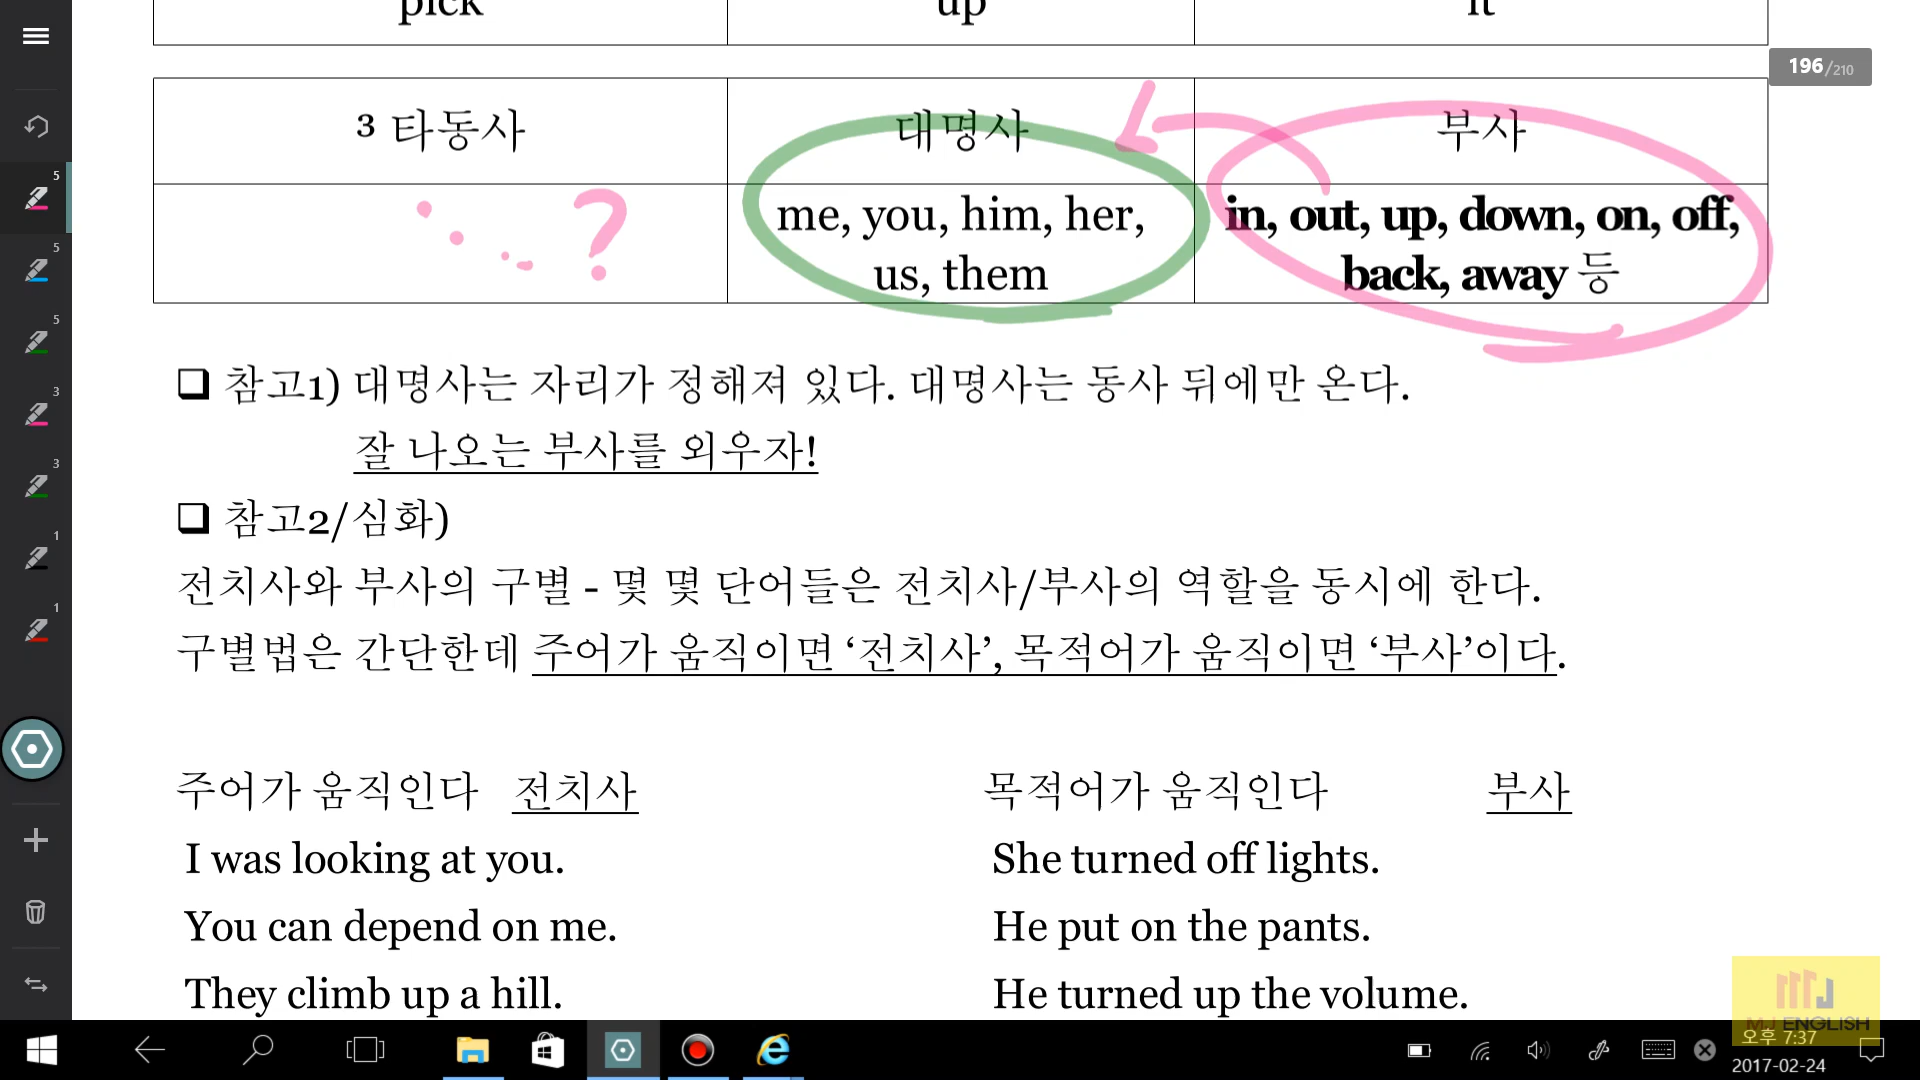 pick up it
196/210
3 타동사 대명사 부사
?
me, you, him, her, us, them
in, out, up, down, on, off, back, away 등
❑ 참고1) 대명사는 자리가 정해져 있다. 대명사는 동사 뒤에만 온다.
잘 나오는 부사를 외우자!
❑ 참고2/심화)
전치사와 부사의 구별 - 몇 몇 단어들은 전치사/부사의 역할을 동시에 한다.
구별법은 간단한데 주어가 움직이면 ‘전치사’, 목적어가 움직이면 ‘부사’이다.
주어가 움직인다 전치사 목적어가 움직인다 부사
I was looking at you. She turned off lights.
You can depend on me. He put on the pants.
They climb up a hill. He turned up the volume.
5
5
5
3
3
1
1
MJ ENGLISH
오후 7:37
2017-02-24